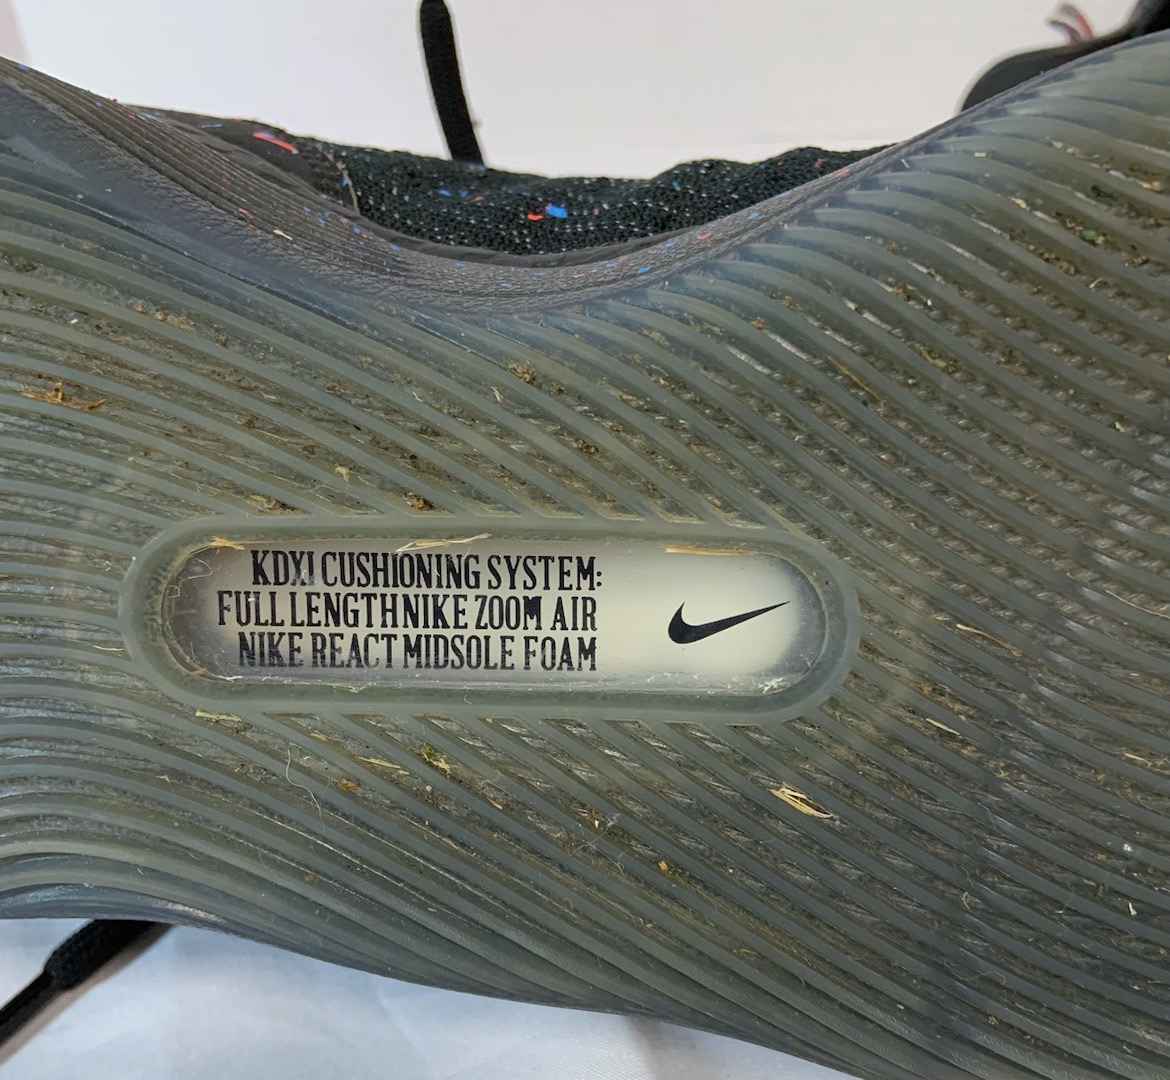 KDXI CUSHIONING SYSTEM:
FULL LENGTH NIKE ZOOM AIR
NIKE REACT MIDSOLE FOAM